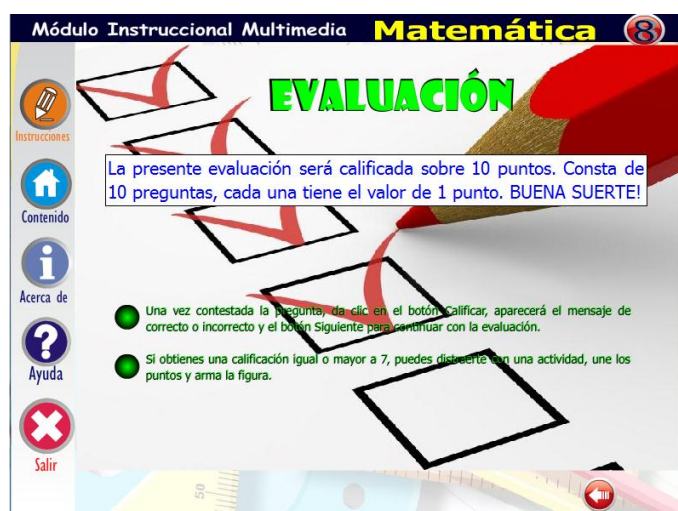 Módulo Instruccional Multimedia Matemática 8
EVALUACIÓN
La presente evaluación será calificada sobre 10 puntos. Consta de
10 preguntas, cada una tiene el valor de 1 punto. BUENA SUERTE!
Instrucciones
Contenido
Acerca de
Ayuda
Salir
Una vez contestada la pregunta, da clic en el botón Calificar, aparecerá el mensaje de
correcto o incorrecto y el botón Siguiente para continuar con la evaluación.
Si obtienes una calificación igual o mayor a 7, puedes distraerte con una actividad, une los
puntos y arma la figura.
50